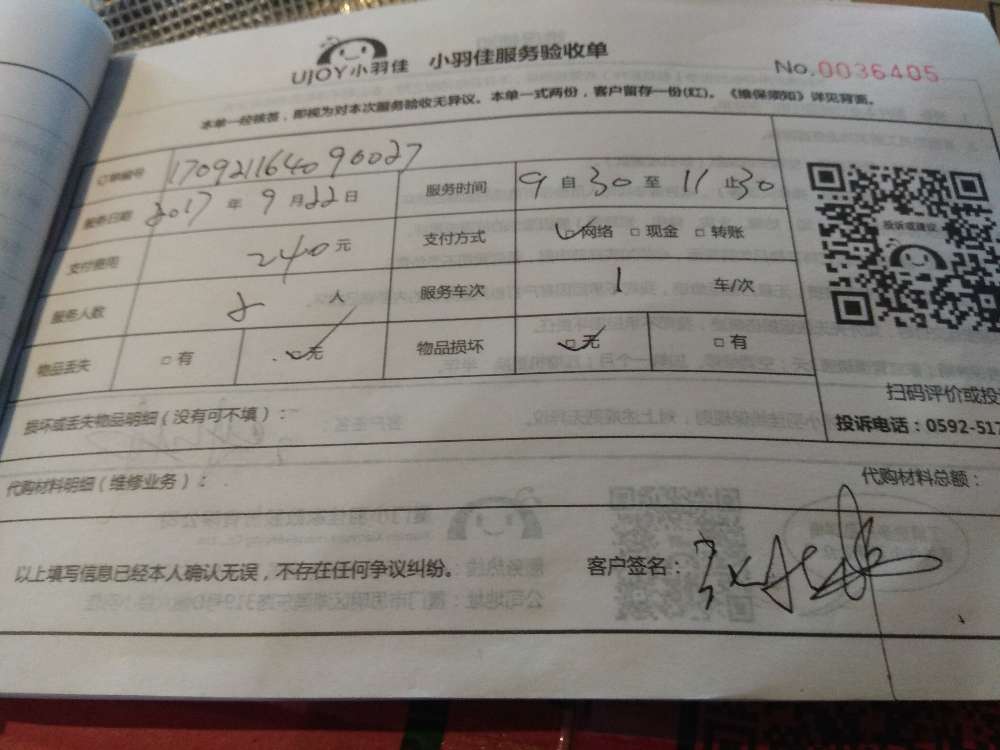 UJOY小羽佳 小羽佳服务验收单
No.0036405
本单一经被签,即视为对本次服务验收无异议。本单一式两份,客户留存一份(红)。《维保须知》详见背面。
订单编号 170921164096027
服务日期 2017 年 9 月 22 日 服务时间 9 自 30 至 11 止 30
支付费用 240 元 支付方式 □网络 □现金 □转账
服务人数 2 人 服务车次 1 车/次
物品丢失 □有 □无 物品损坏 □无 □有
投诉或建议
扫码评价或投
损坏或丢失物品明细(没有可不填):
投诉电话:0592-517
代购材料明细(维修业务):
代购材料总额:
以上填写信息已经本人确认无误,不存在任何争议纠纷。 客户签名: